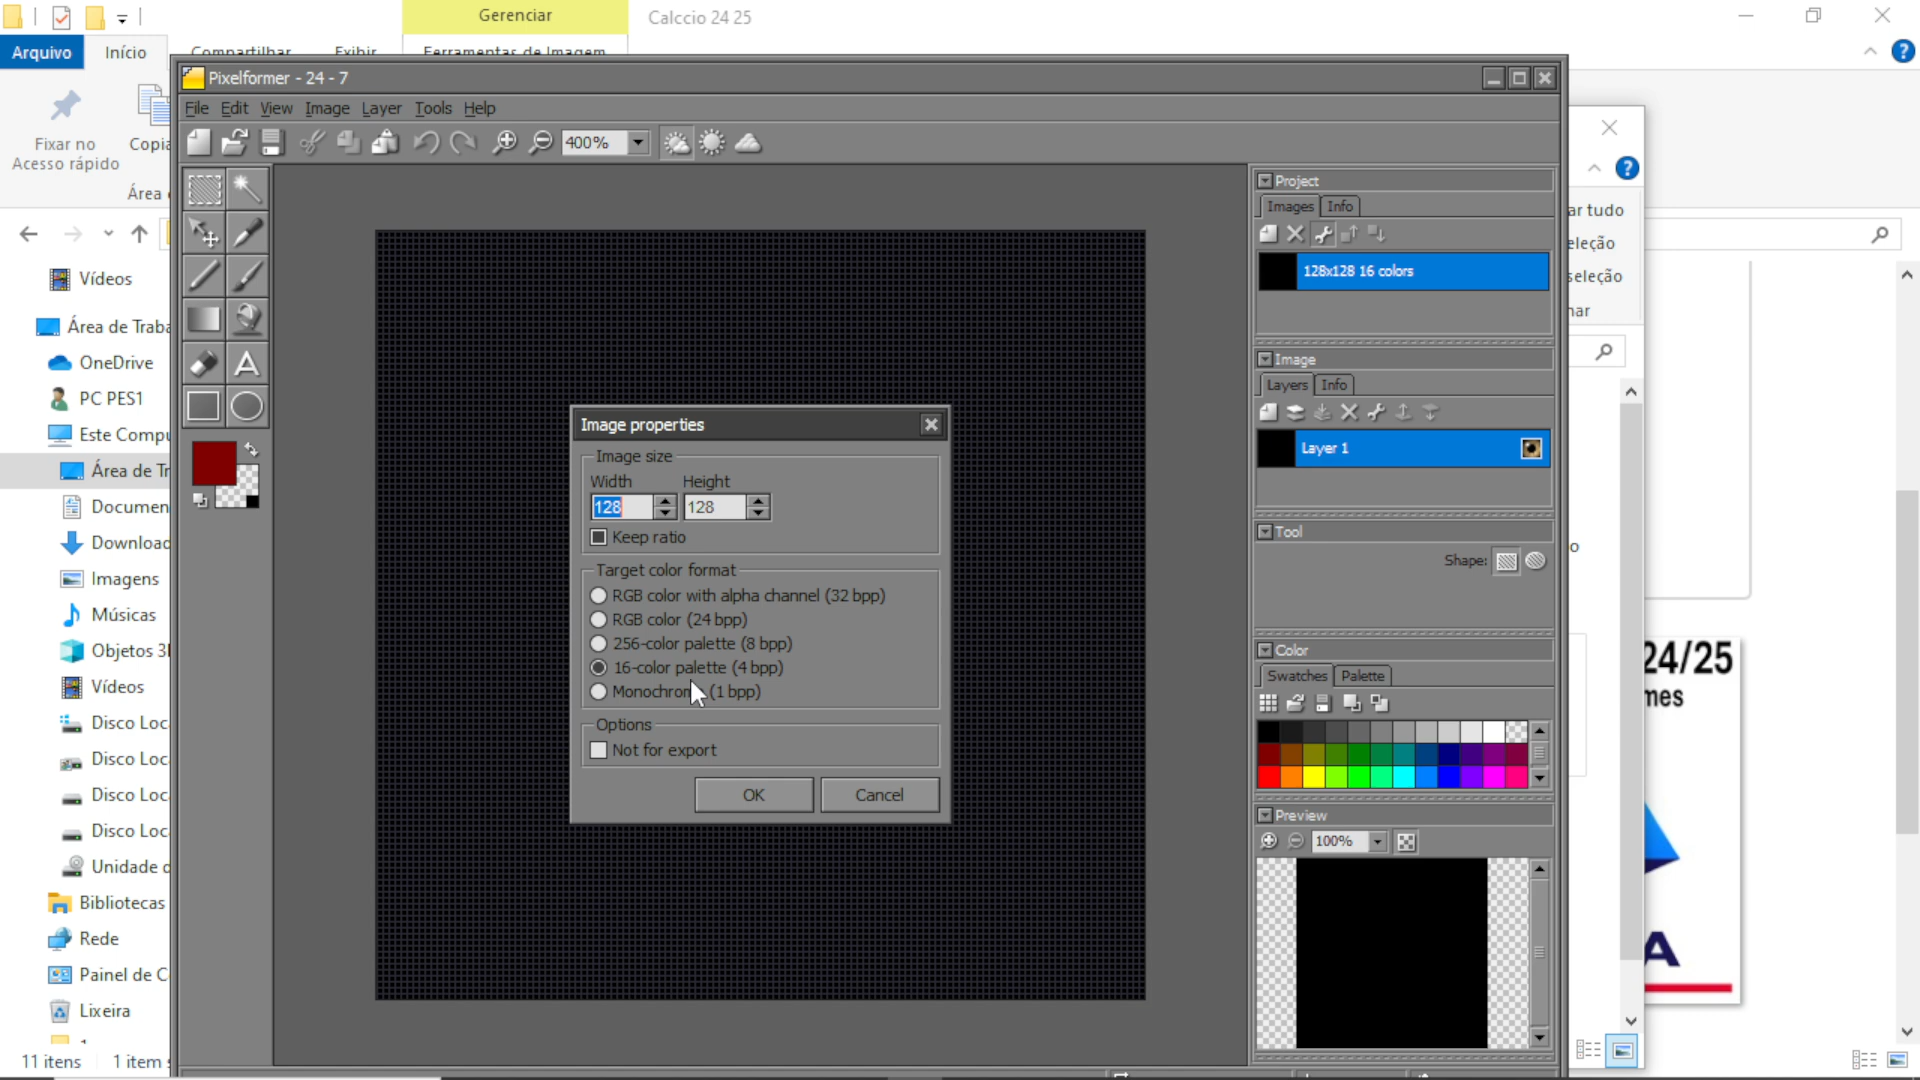 Gerenciar
Calccio 24 25
Arquivo
Início
Compartilhar
Exibir
Ferramentas de Imagem
Pixelformer - 24 - 7
File Edit View Image Layer Tools Help
400%
Fixar no
Acesso rápido
Copia
Área
Vídeos
Área de Traba
OneDrive
PC PES1
Este Compu
Área de Tr
Documen
Download
Imagens
Músicas
Objetos 3
Vídeos
Disco Loc
Disco Loc
Disco Loc
Disco Loc
Unidade
Bibliotecas
Rede
Painel de C
Lixeira
11 itens
1 item
Image properties
Image size
Width
Height
128
128
Keep ratio
Target color format
RGB color with alpha channel (32 bpp)
RGB color (24 bpp)
256-color palette (8 bpp)
16-color palette (4 bpp)
Monochrom (1 bpp)
Options
Not for export
OK
Cancel
Project
Images
Info
128x128 16 colors
Image
Layers
Info
Layer 1
Tool
Shape:
Color
Swatches
Palette
Preview
100%
ar tudo
eleção
seleção
nar
o
24/25
mes
A